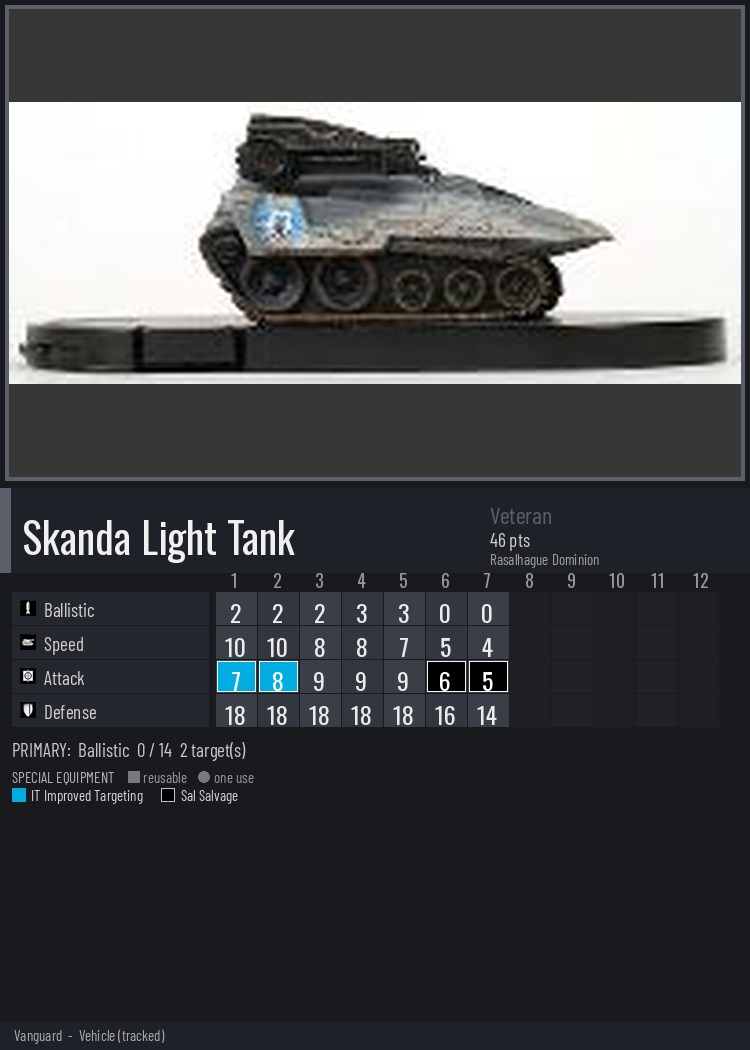 Skanda Light Tank
Veteran
46 pts
Rasalhague Dominion
1 2 3 4 5 6 7 8 9 10 11 12
Ballistic 2 2 2 3 3 0 0
Speed 10 10 8 8 7 5 4
Attack 7 8 9 9 9 6 5
Defense 18 18 18 18 18 16 14
PRIMARY: Ballistic 0 / 14 2 target(s)
SPECIAL EQUIPMENT reusable one use
IT Improved Targeting Sal Salvage
Vanguard - Vehicle (tracked)